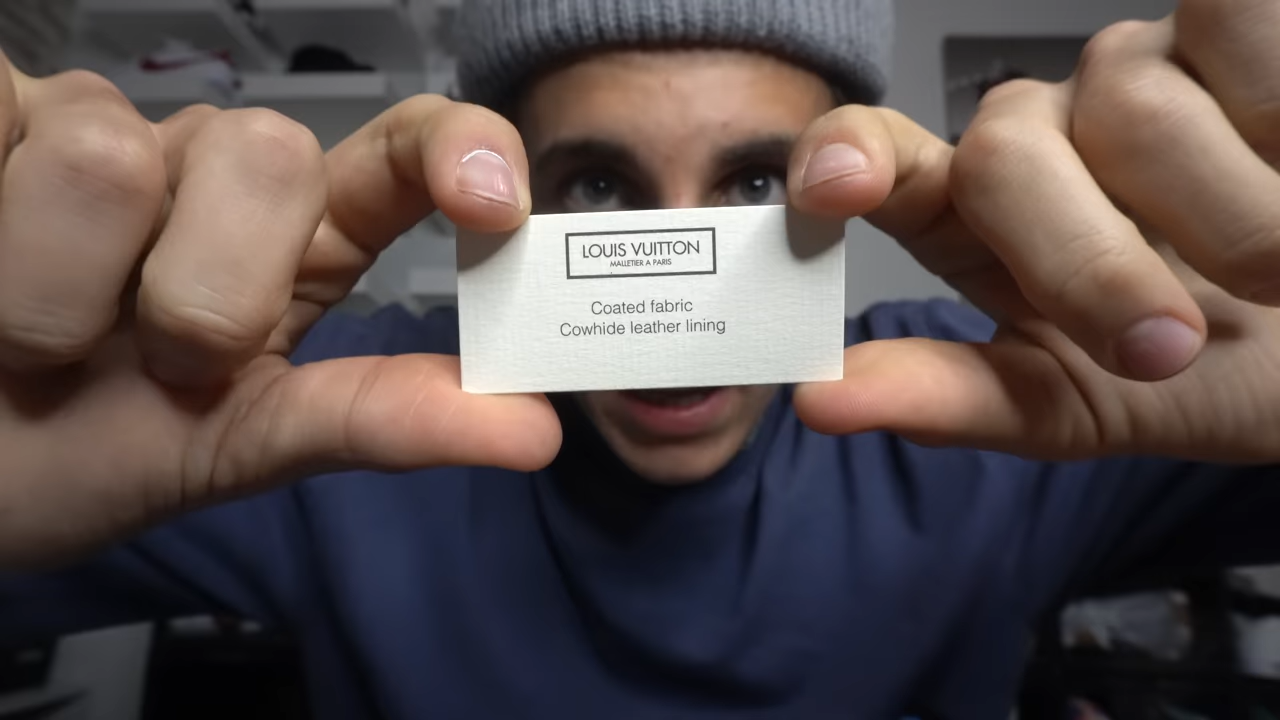 LOUIS VUITTON
MALLETIER A PARIS
Coated fabric
Cowhide leather lining